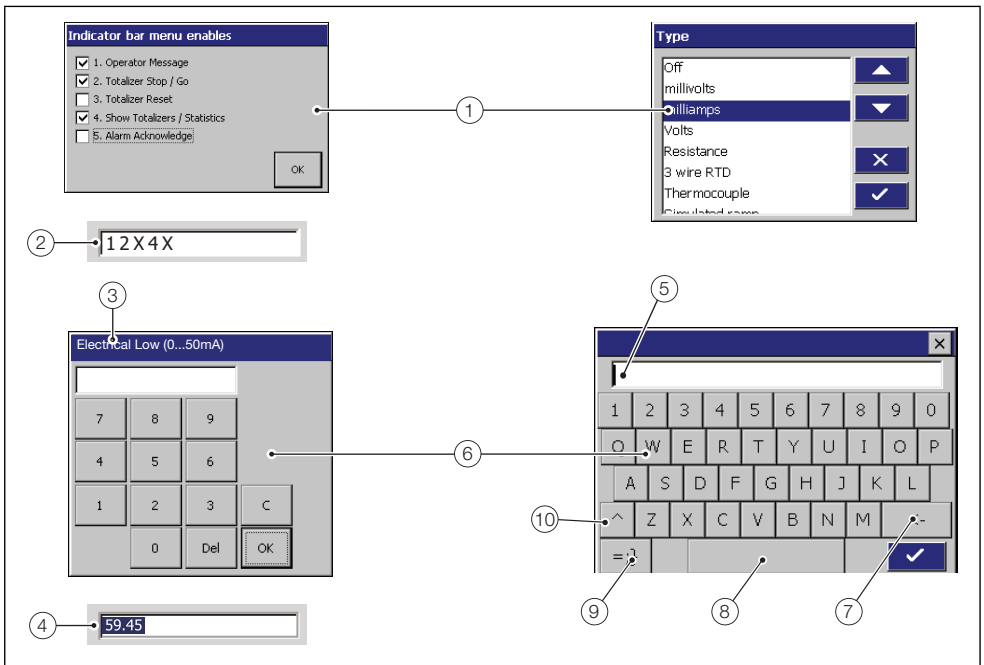 Indicator bar menu enables
1. Operator Message
2. Totalizer Stop / Go
3. Totalizer Reset
4. Show Totalizers / Statistics
5. Alarm Acknowledge
OK
1
Type
Off
millivolts
milliamps
Volts
Resistance
3 wire RTD
Thermocouple
Simulated ramp
2
12X4X
3
Electrical Low (0...50mA)
7 8 9
4 5 6
1 2 3 C
0 Del OK
6
5
1 2 3 4 5 6 7 8 9 0
Q W E R T Y U I O P
A S D F G H J K L
^ Z X C V B N M <-
= ;)
10
9
8
7
4
59.45